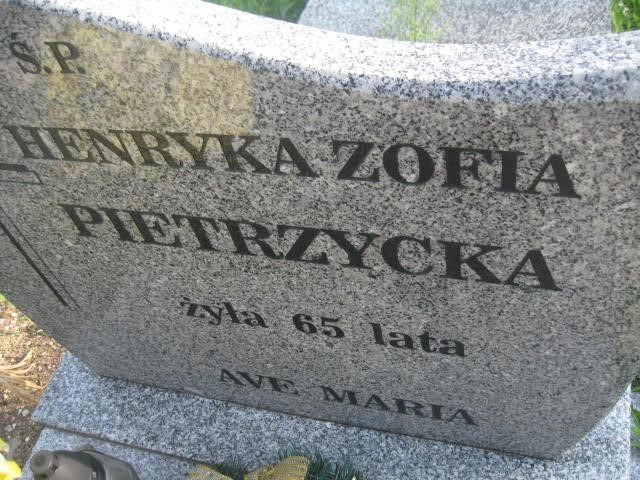 Ś.P.
HENRYKA ZOFIA
PIETRZYCKA
żyła 65 lata
AVE MARIA